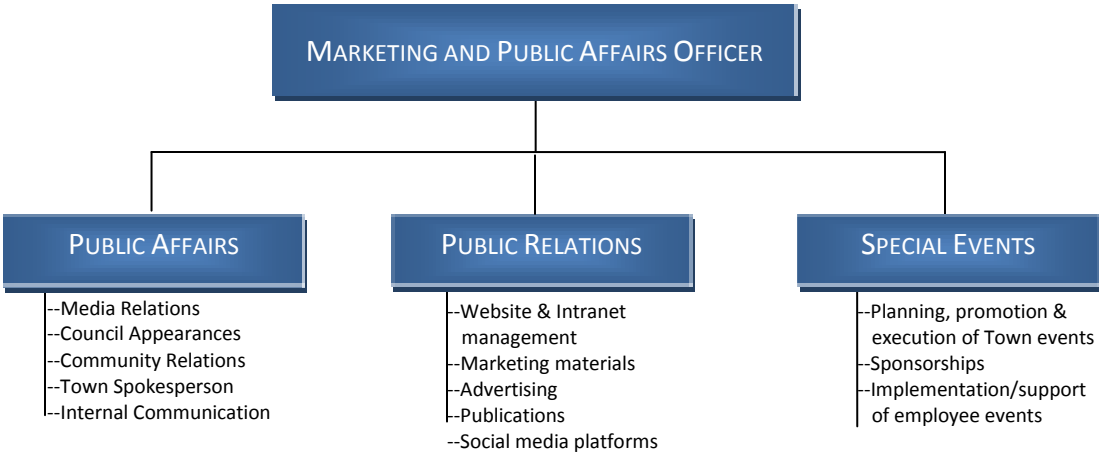 MARKETING AND PUBLIC AFFAIRS OFFICER
PUBLIC AFFAIRS
--Media Relations
--Council Appearances
--Community Relations
--Town Spokesperson
--Internal Communication
PUBLIC RELATIONS
--Website & Intranet
management
--Marketing materials
--Advertising
--Publications
--Social media platforms
SPECIAL EVENTS
--Planning, promotion &
execution of Town events
--Sponsorships
--Implementation/support
of employee events